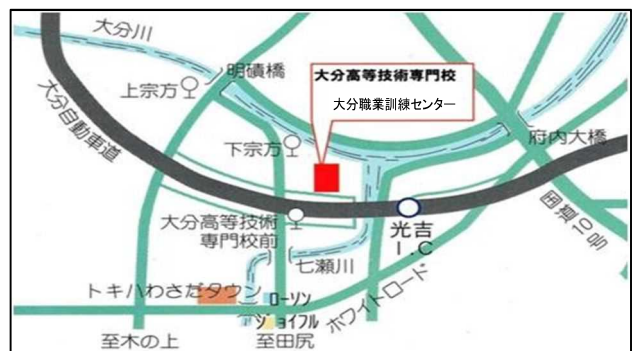 大分川
明磧橋
上宗方
大分高等技術専門校
大分職業訓練センター
大分自動車道
下宗方
府内大橋
国道10号
大分高等技術
専門校前
光吉
I.C
七瀬川
ホワイトロード
トキハわさだタウン
ローソン
ジョイフル
至木の上
至田尻